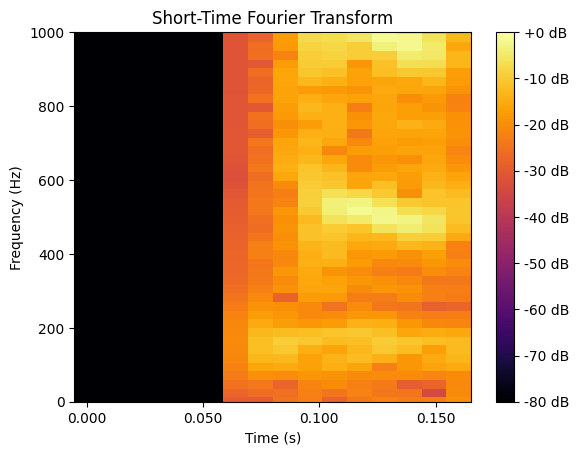 Short-Time Fourier Transform
1000
800
600
400
200
0
Frequency (Hz)
0.000
0.050
0.100
0.150
Time (s)
+0 dB
-10 dB
-20 dB
-30 dB
-40 dB
-50 dB
-60 dB
-70 dB
-80 dB